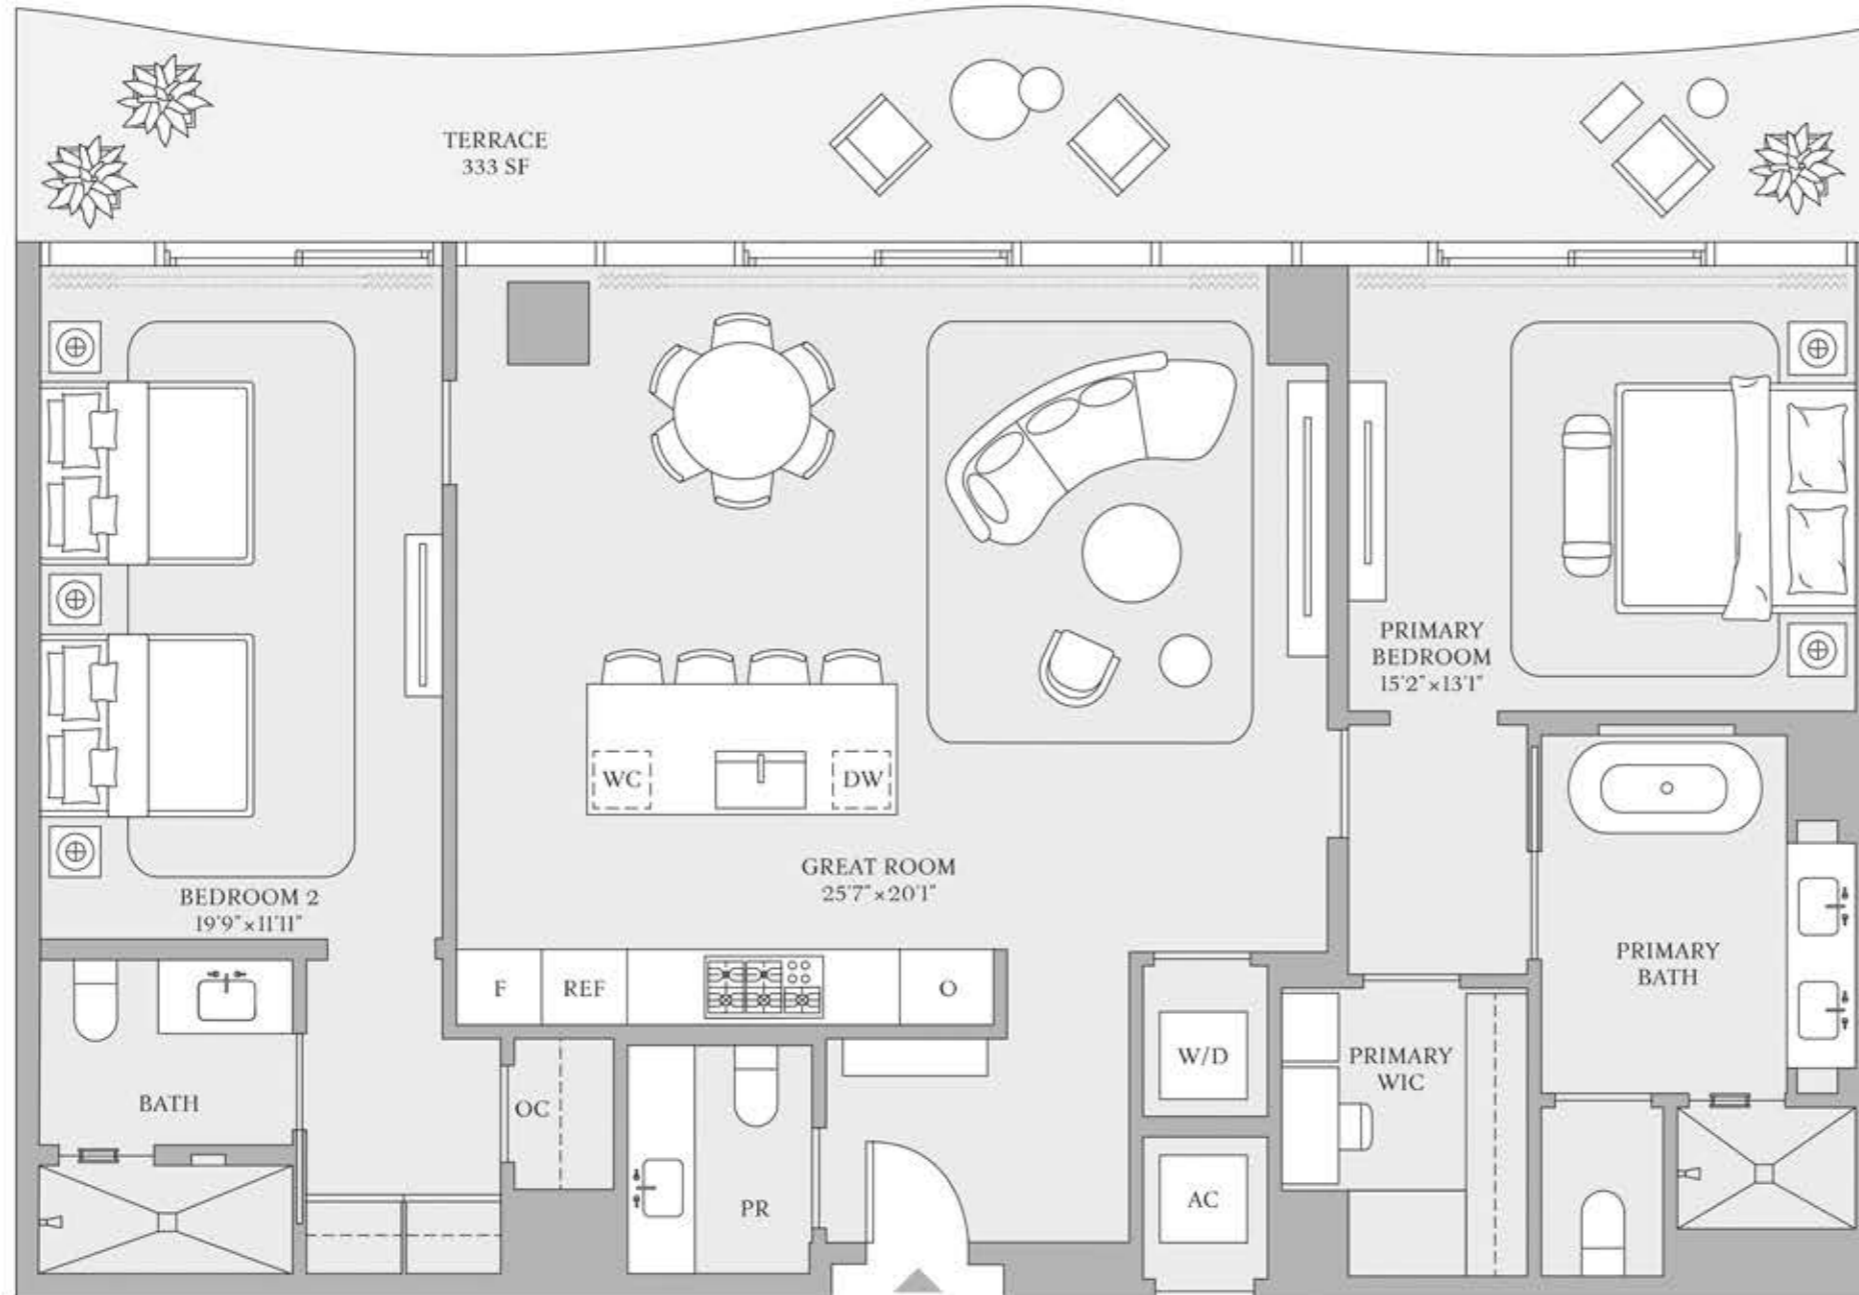 TERRACE
333 SF
PRIMARY
BEDROOM
15'2"×13'1"
WC
DW
GREAT ROOM
25'7"×20'1"
BEDROOM 2
19'9"×11'11"
F
REF
O
PRIMARY
BATH
W/D
PRIMARY
WIC
BATH
OC
PR
AC